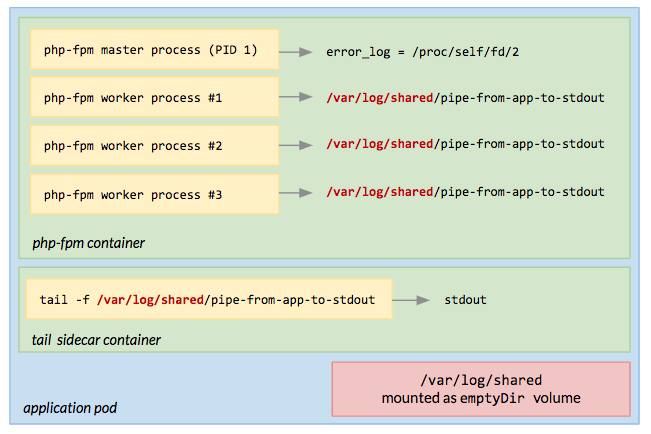 php-fpm master process (PID 1) error_log = /proc/self/fd/2
php-fpm worker process #1 /var/log/shared/pipe-from-app-to-stdout
php-fpm worker process #2 /var/log/shared/pipe-from-app-to-stdout
php-fpm worker process #3 /var/log/shared/pipe-from-app-to-stdout
php-fpm container
tail -f /var/log/shared/pipe-from-app-to-stdout stdout
tail sidecar container
/var/log/shared
mounted as emptyDir volume
application pod